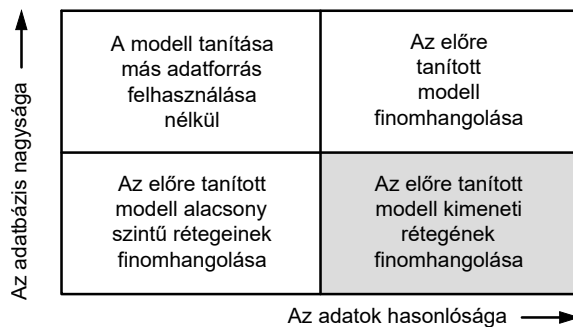 Az adatbázis nagysága
A modell tanítása
más adatforrás
felhasználása
nélkül
Az előre
tanított
modell
finomhangolása
Az előre tanított
modell alacsony
szintű rétegeinek
finomhangolása
Az előre tanított
modell kimeneti
rétegének
finomhangolása
Az adatok hasonlósága